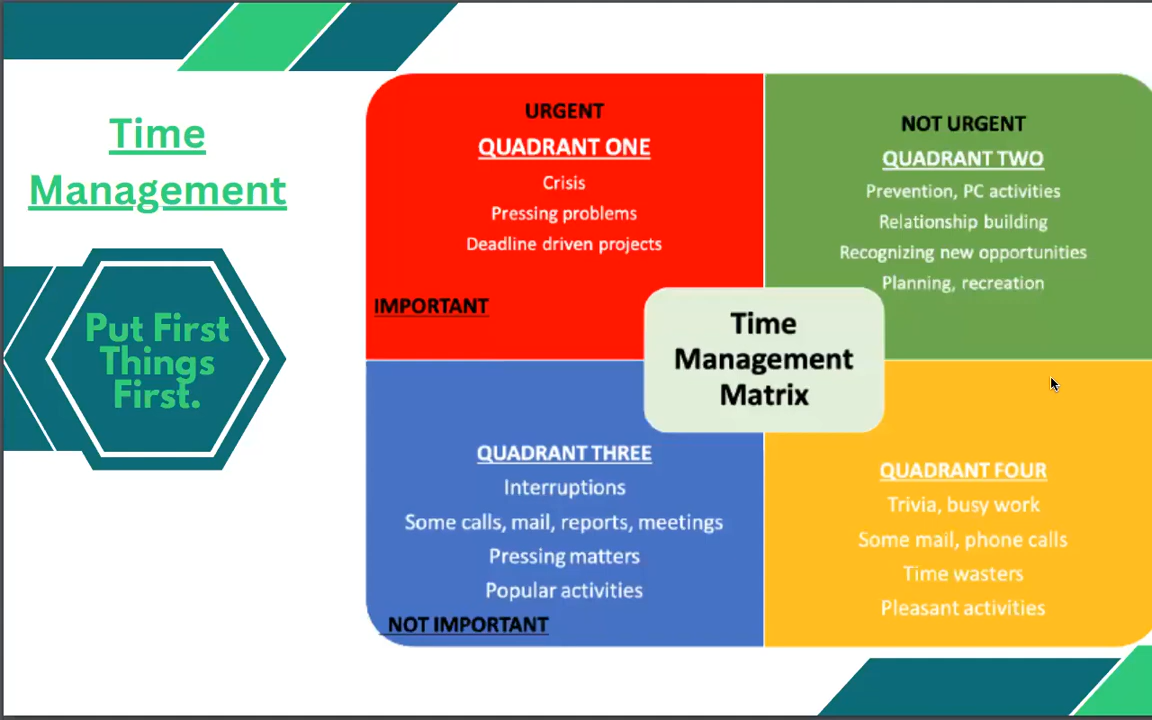 Time
Management
Put First
Things
First.
URGENT
QUADRANT ONE
Crisis
Pressing problems
Deadline driven projects
IMPORTANT
NOT URGENT
QUADRANT TWO
Prevention, PC activities
Relationship building
Recognizing new opportunities
Planning, recreation
Time
Management
Matrix
QUADRANT THREE
Interruptions
Some calls, mail, reports, meetings
Pressing matters
Popular activities
NOT IMPORTANT
QUADRANT FOUR
Trivia, busy work
Some mail, phone calls
Time wasters
Pleasant activities